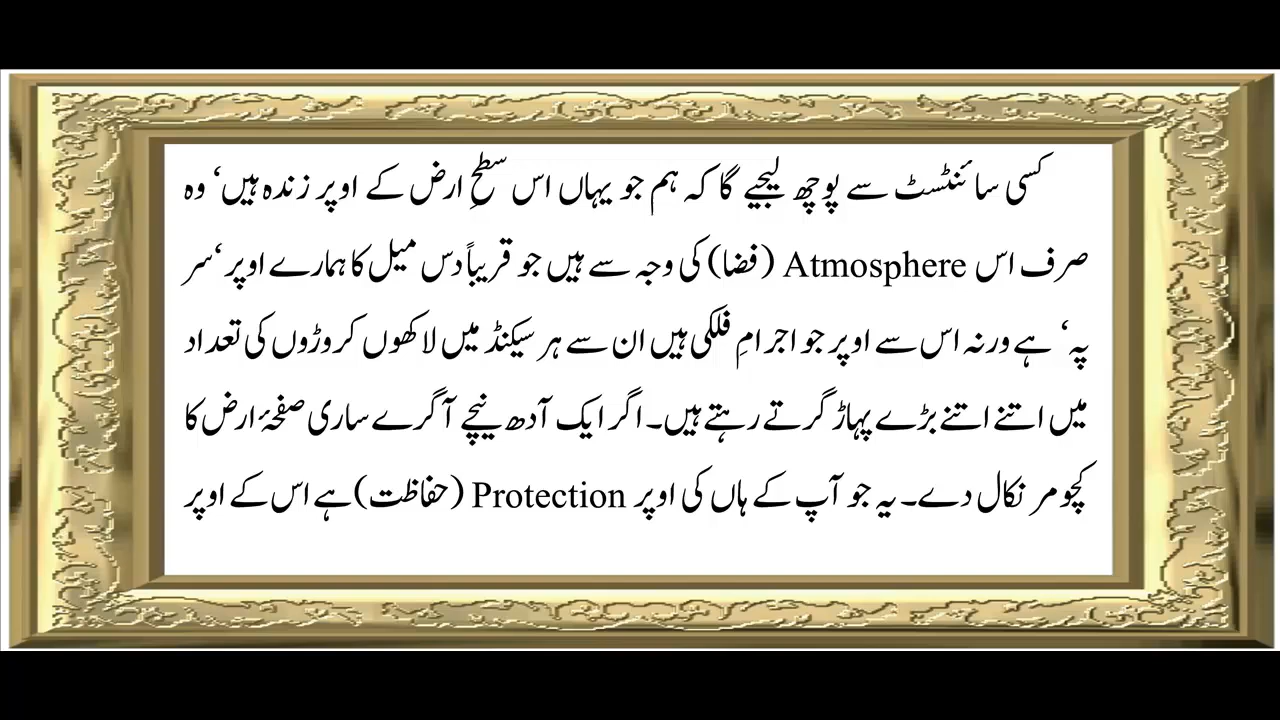 کسی سائنٹسٹ سے پوچھ لیجیے گا کہ ہم جو یہاں اس سطحِ ارض کے اوپر زندہ ہیں‘ وہ
صرف اس Atmosphere (فضا) کی وجہ سے ہیں جو قریباً دس میل کا ہمارے اوپر ‘سر
پہ‘ ہے ورنہ اس سے اوپر جو اجرامِ فلکی ہیں ان سے ہر سیکنڈ میں لاکھوں کروڑوں کی تعداد
میں اتنے اتنے بڑے پہاڑ گرتے رہتے ہیں۔ اگر ایک آدھ نیچے آ گرے ساری صفحۂ ارض کا
کچومر نکال دے۔ یہ جو آپ کے ہاں کی اوپر Protection (حفاظت) ہے اس کے اوپر